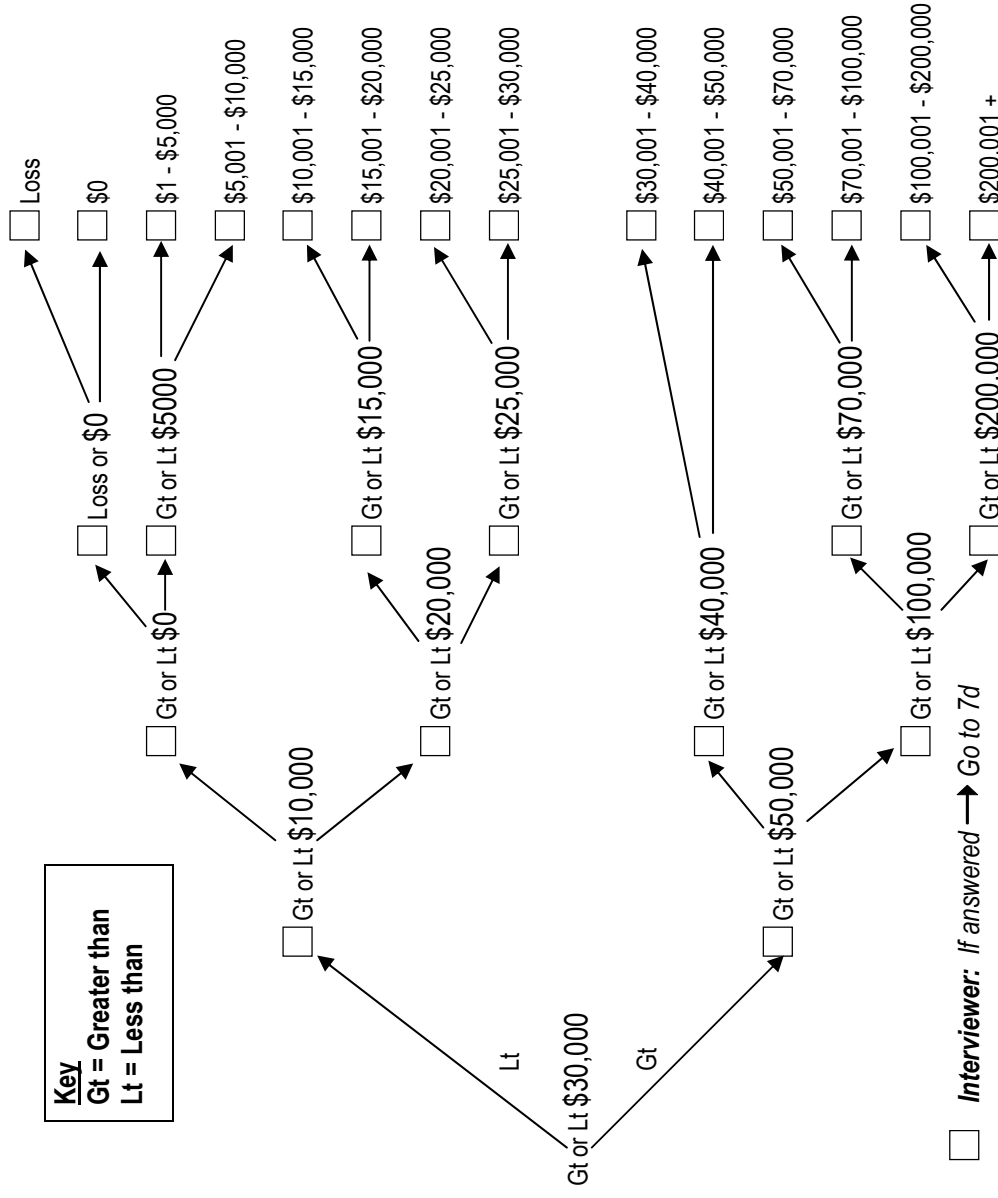 Key
Gt = Greater than
Lt = Less than
Gt or Lt $30,000
Lt
Gt
Gt or Lt $10,000
Gt or Lt $50,000
Gt or Lt $0
Gt or Lt $20,000
Gt or Lt $40,000
Gt or Lt $100,000
Loss or $0
Gt or Lt $5000
Gt or Lt $15,000
Gt or Lt $25,000
Gt or Lt $70,000
Gt or Lt $200,000
Loss
$0
$1 - $5,000
$5,001 - $10,000
$10,001 - $15,000
$15,001 - $20,000
$20,001 - $25,000
$25,001 - $30,000
$30,001 - $40,000
$40,001 - $50,000
$50,001 - $70,000
$70,001 - $100,000
$100,001 - $200,000
$200,001 +
Interviewer: If answered → Go to 7d